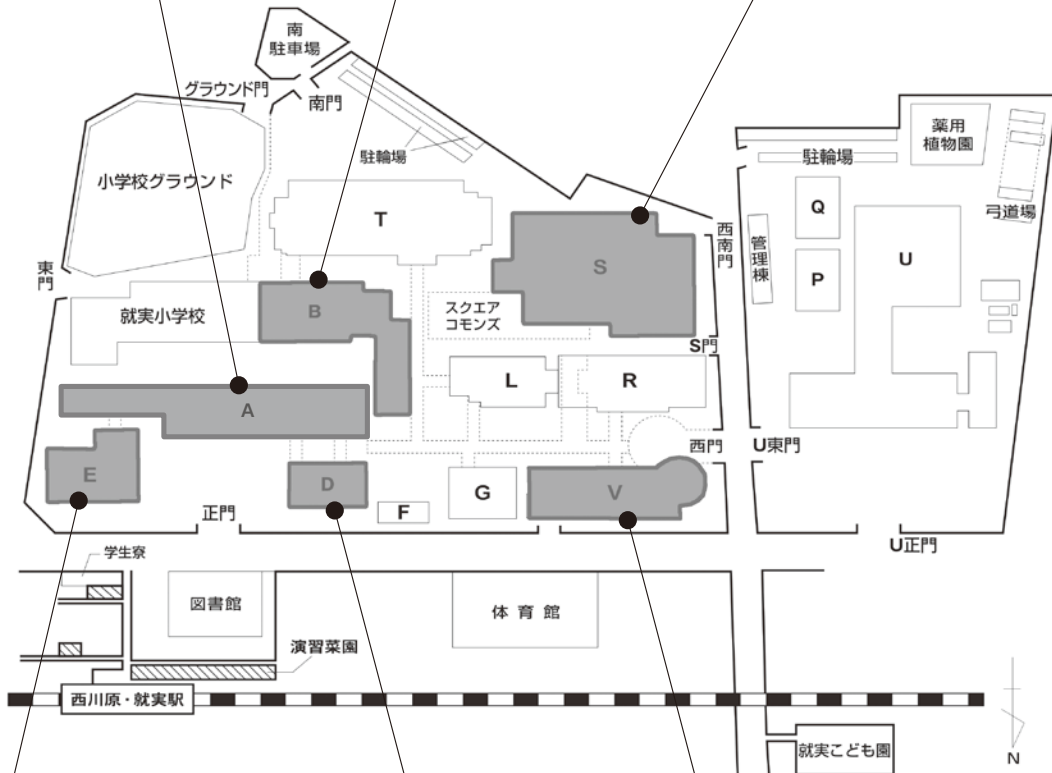 南
駐車場
グラウンド門
南門
駐輪場
小学校グラウンド
T
東門
就実小学校
B
スクエア
コモンズ
S
西南門
S門
A
L
R
E
D
F
G
V
西門
正門
駐輪場
薬用
植物園
弓道場
管理棟
Q
P
U
U東門
U正門
学生寮
図書館
体育館
演習菜園
西川原・就実駅
就実こども園
N